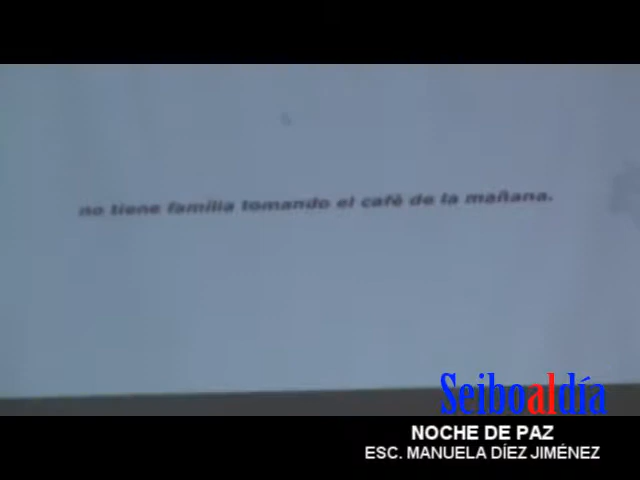 no tiene familia tomando el café de la mañana.
Seiboaldía
NOCHE DE PAZ
ESC. MANUELA DÍEZ JIMÉNEZ